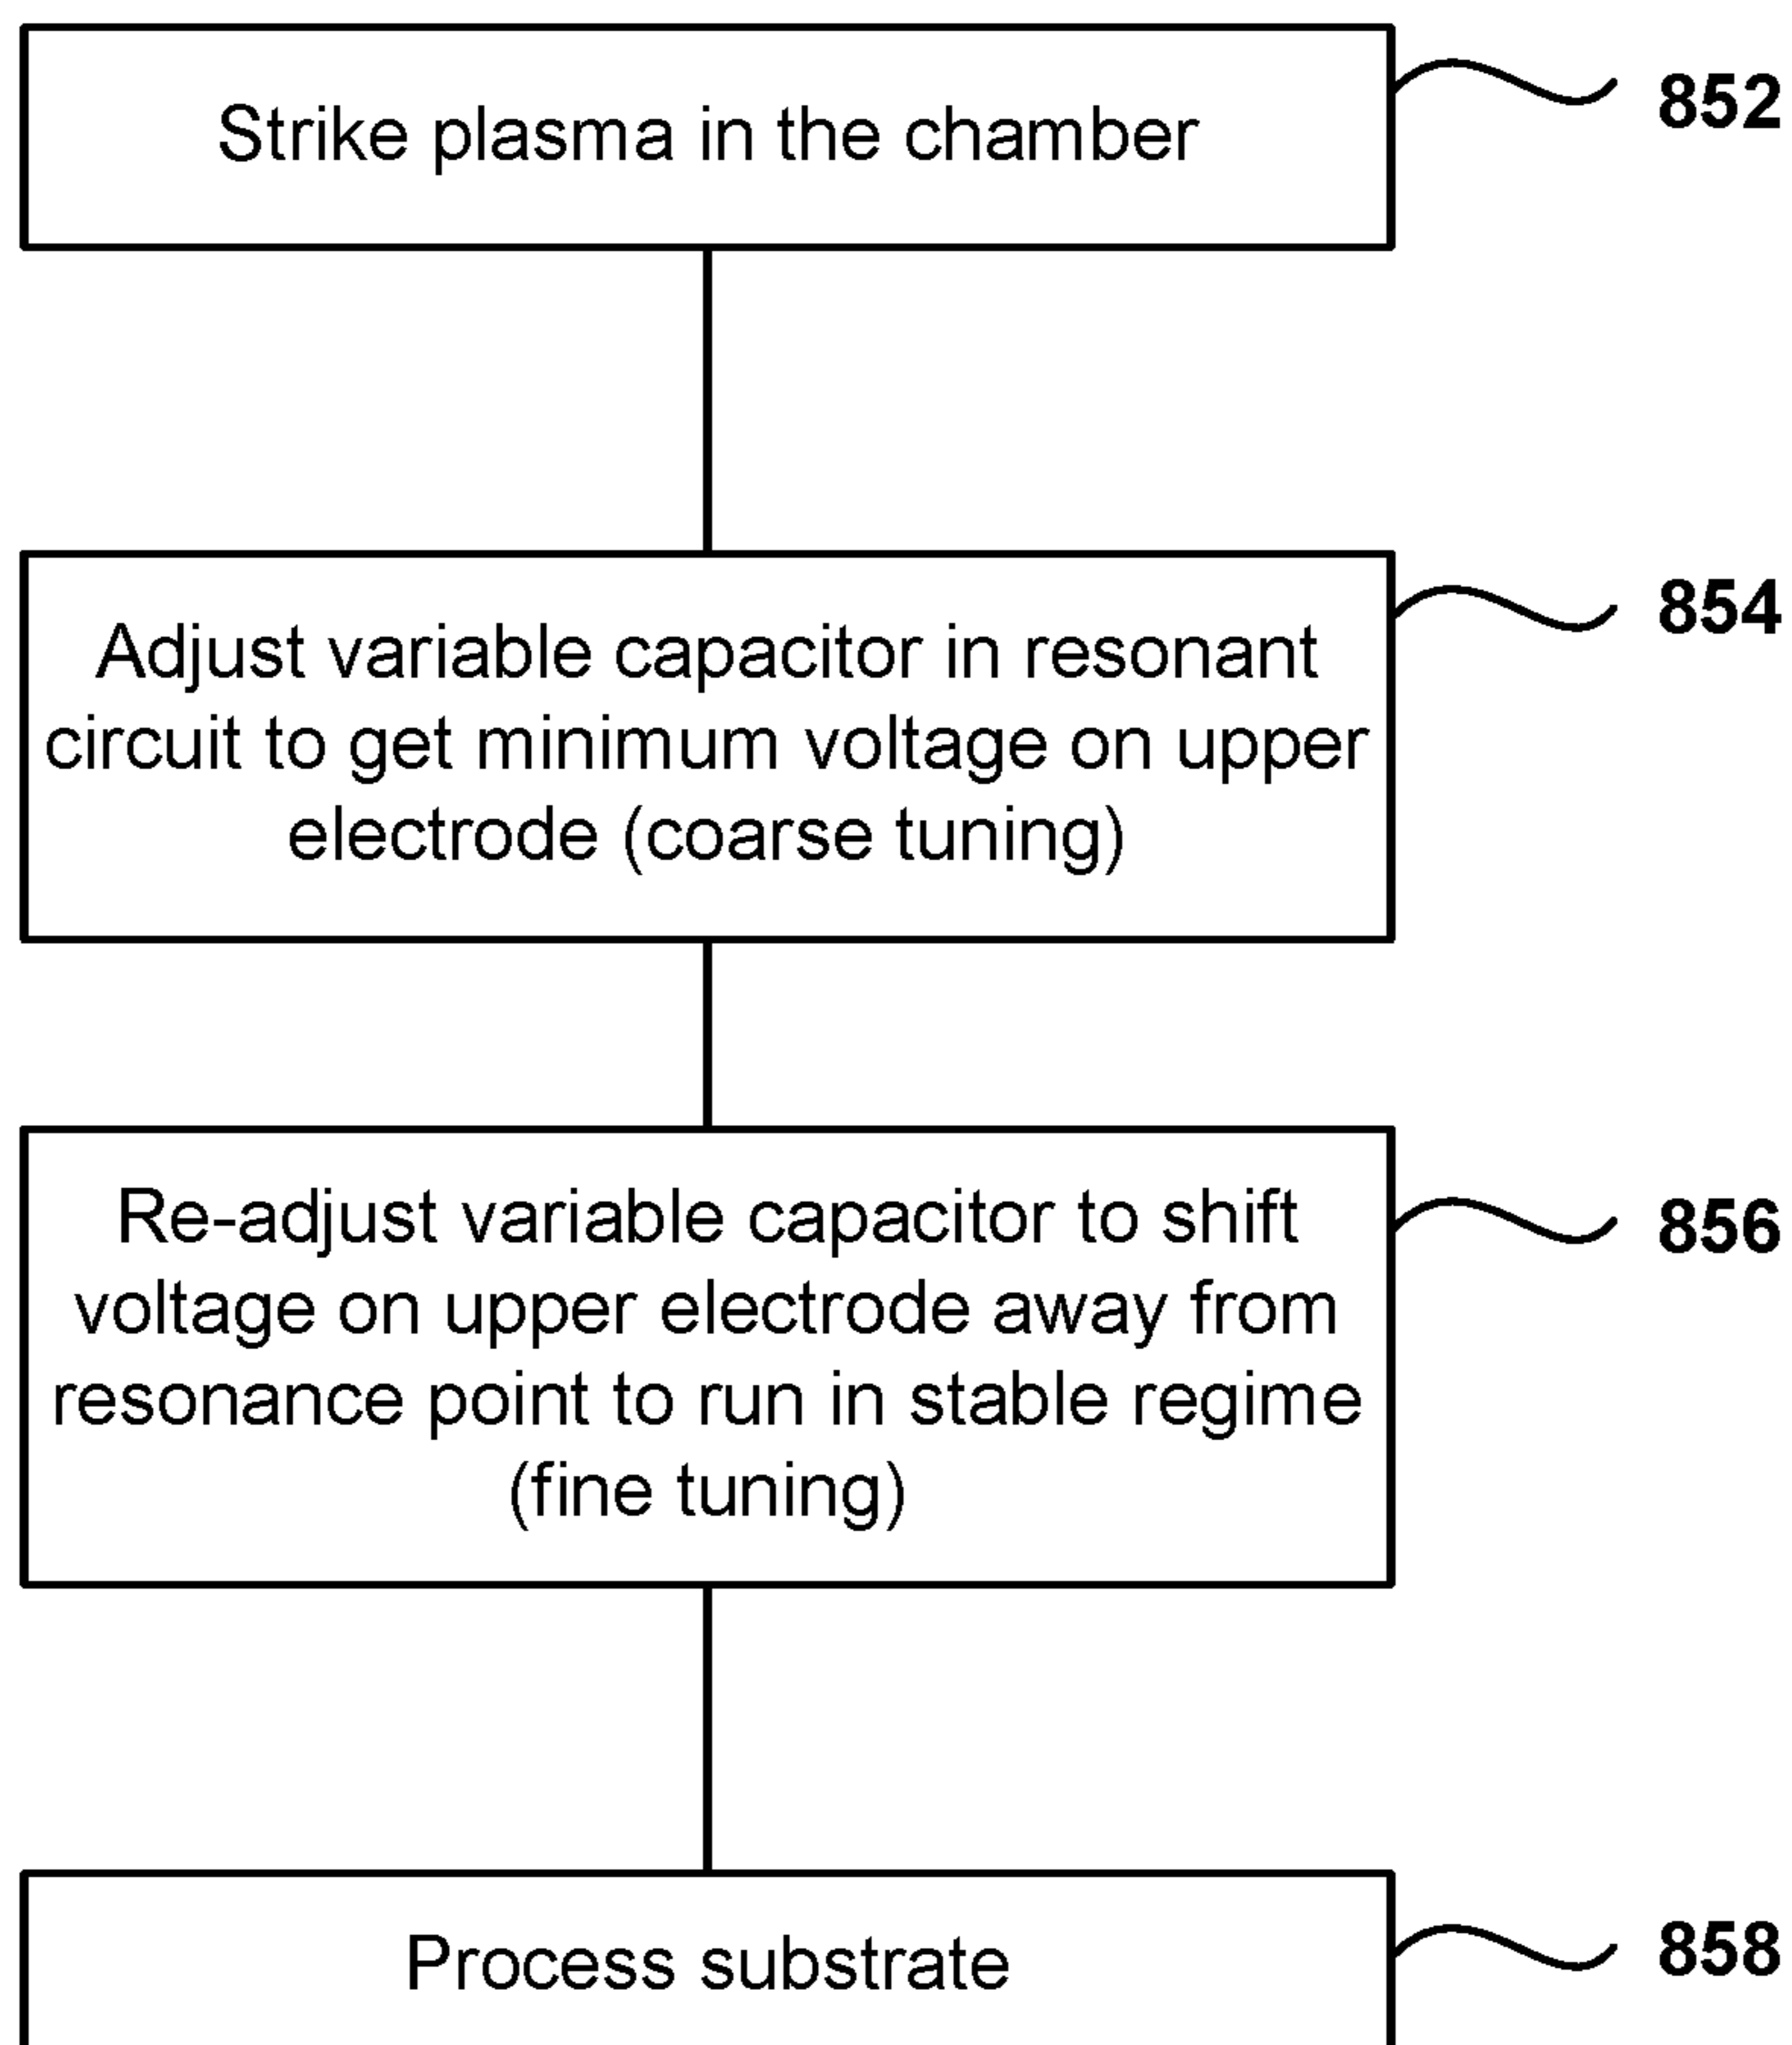 Strike plasma in the chamber
852
Adjust variable capacitor in resonant
circuit to get minimum voltage on upper
electrode (coarse tuning)
854
Re-adjust variable capacitor to shift
voltage on upper electrode away from
resonance point to run in stable regime
(fine tuning)
856
Process substrate
858